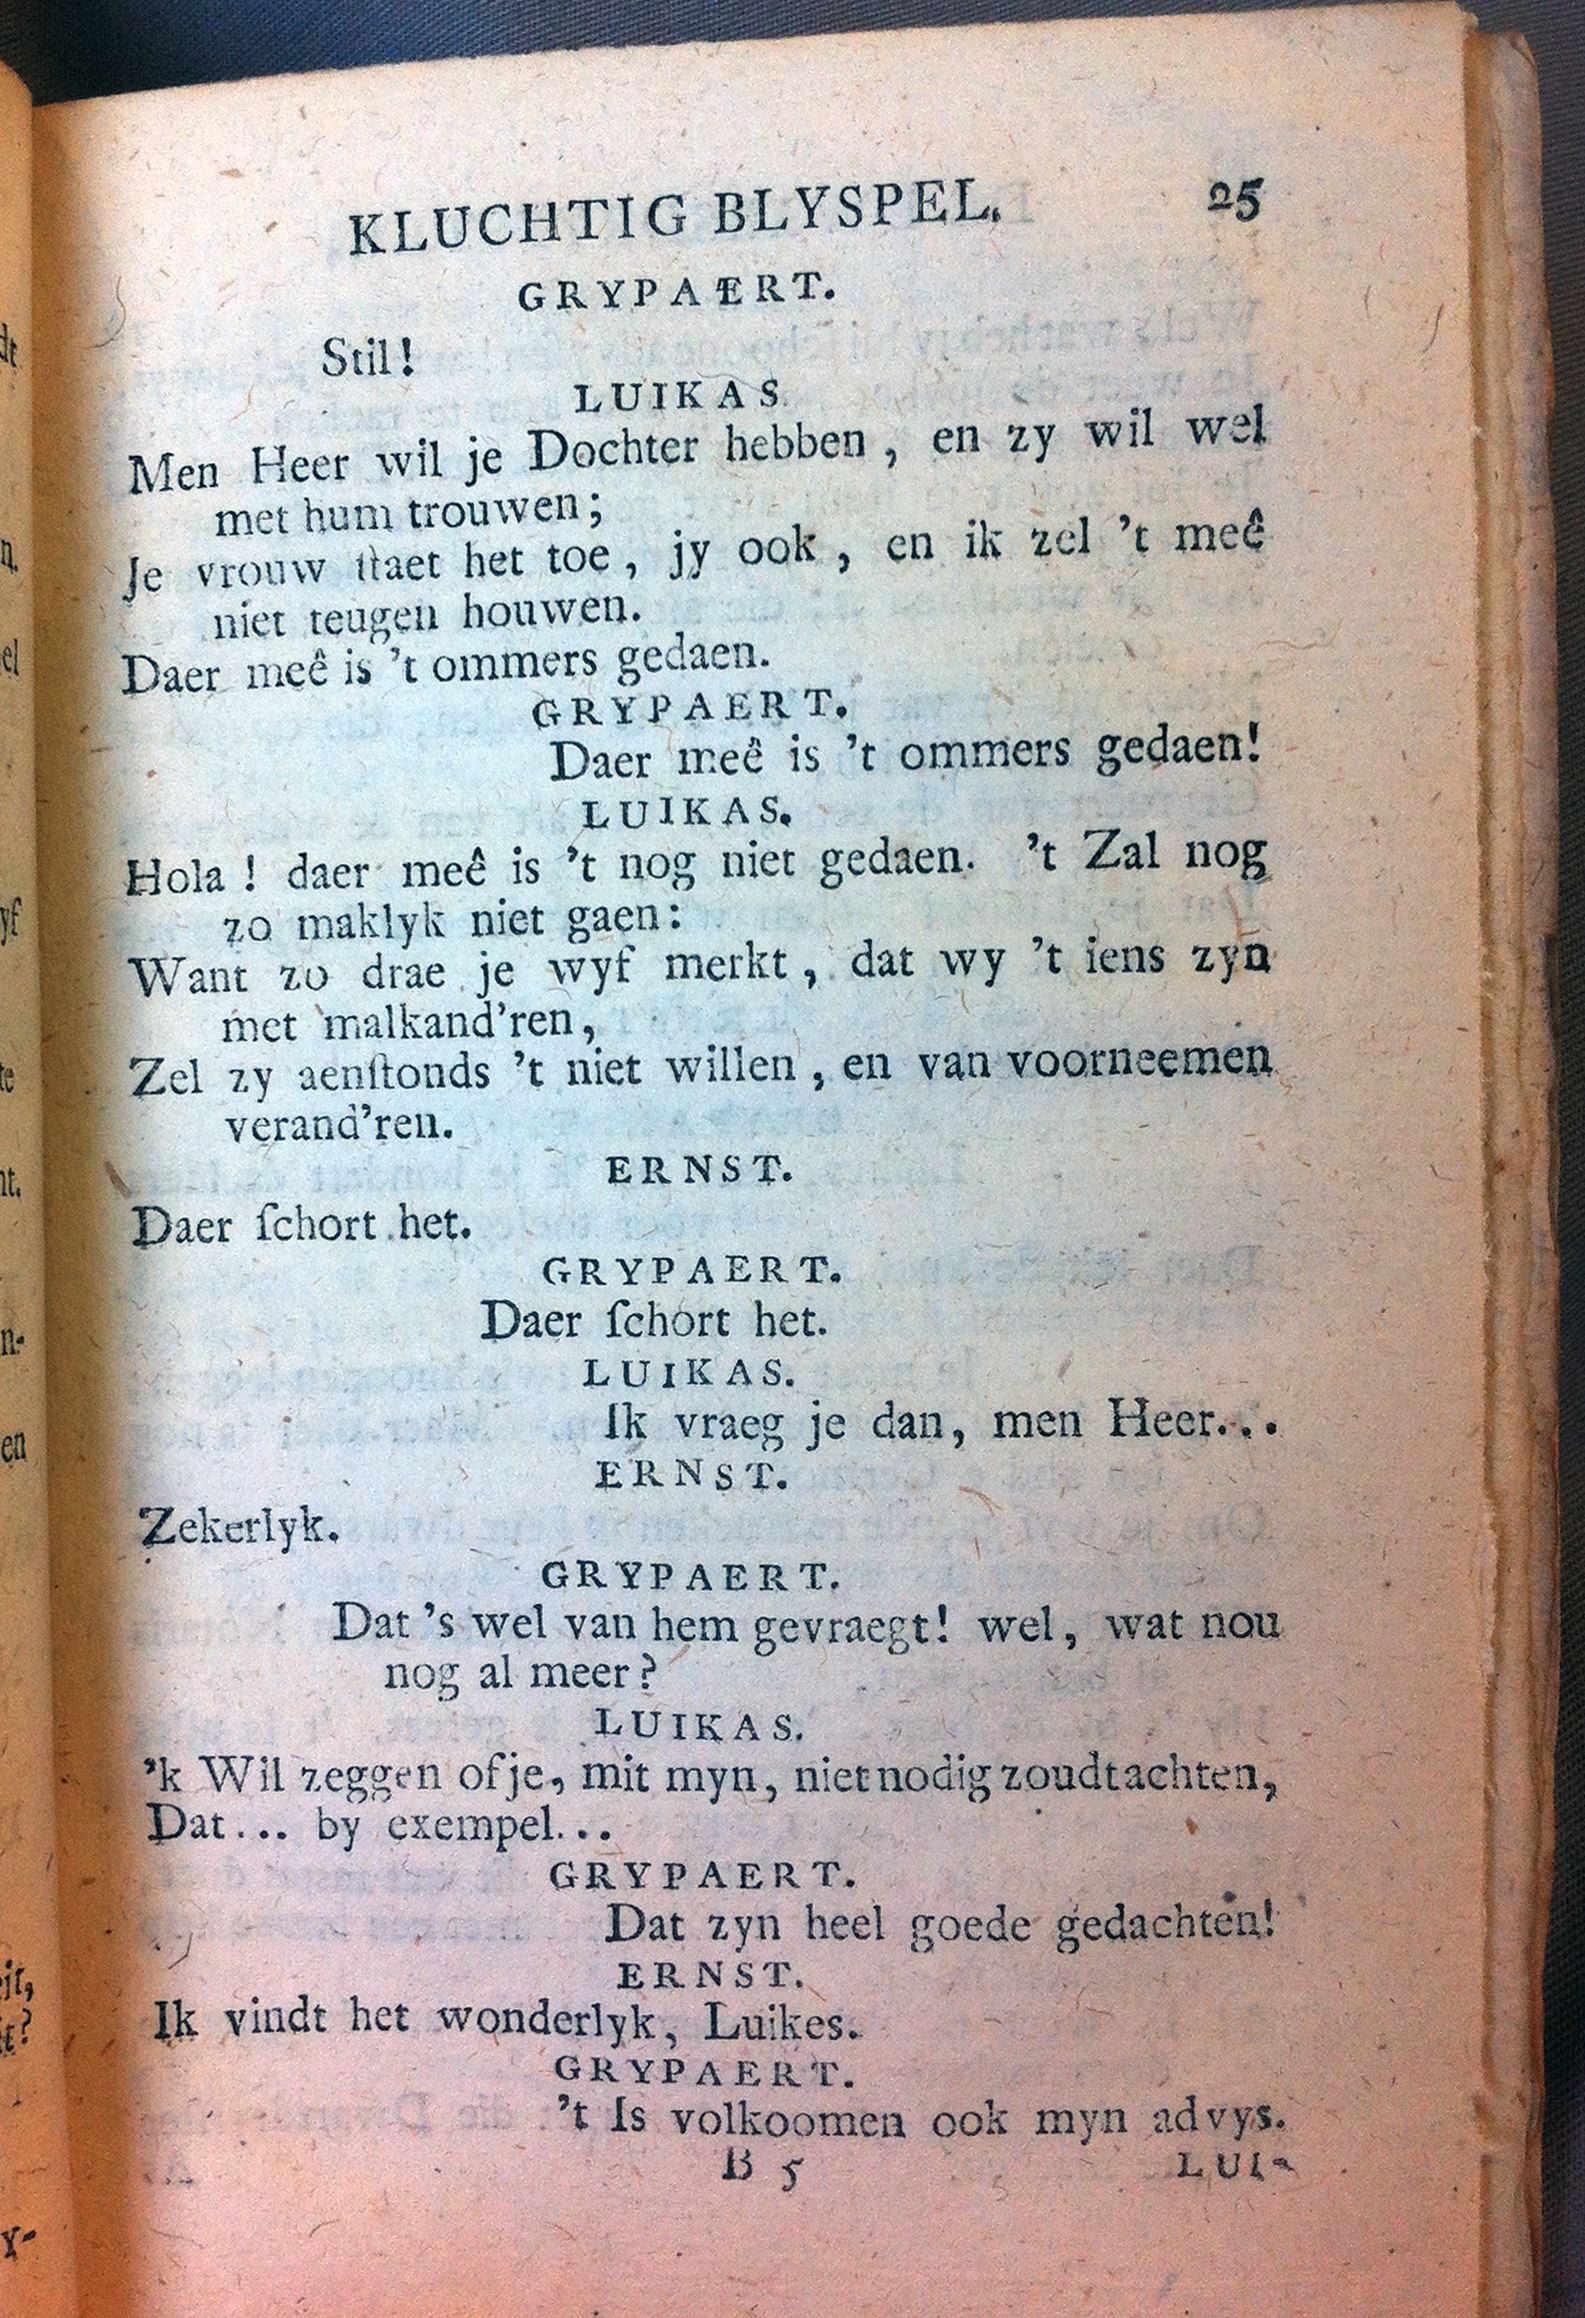 KLUCHTIG BLYSPEL. 25
GRYPAERT.
Stil!
LUIKAS
Men Heer wil je Dochter hebben, en zy wil wel
met hum trouwen;
Je vrouw ſtaet het toe, jy ook, en ik zel 't meê
niet teugen houwen.
Daer meê is 't ommers gedaen.
GRYPAERT.
Daer meê is 't ommers gedaen!
LUIKAS.
Hola! daer meê is 't nog niet gedaen. 't Zal nog
zo maklyk niet gaen:
Want zo drae je wyf merkt, dat wy 't iens zyn
met malkand'ren,
Zel zy aenſtonds 't niet willen, en van voorneemen
verand'ren.
ERNST.
Daer ſchort het.
GRYPAERT.
Daer ſchort het.
LUIKAS.
Ik vraeg je dan, men Heer...
ERNST.
Zekerlyk.
GRYPAERT.
Dat 's wel van hem gevraegt! wel, wat nou
nog al meer?
LUIKAS.
'k Wil zeggen of je, mit myn, niet nodig zoudt achten,
Dat... by exempel...
GRYPAERT.
Dat zyn heel goede gedachten!
ERNST.
Ik vindt het wonderlyk, Luikes.
GRYPAERT.
't Is volkoomen ook myn advys.
B 5 LUI-